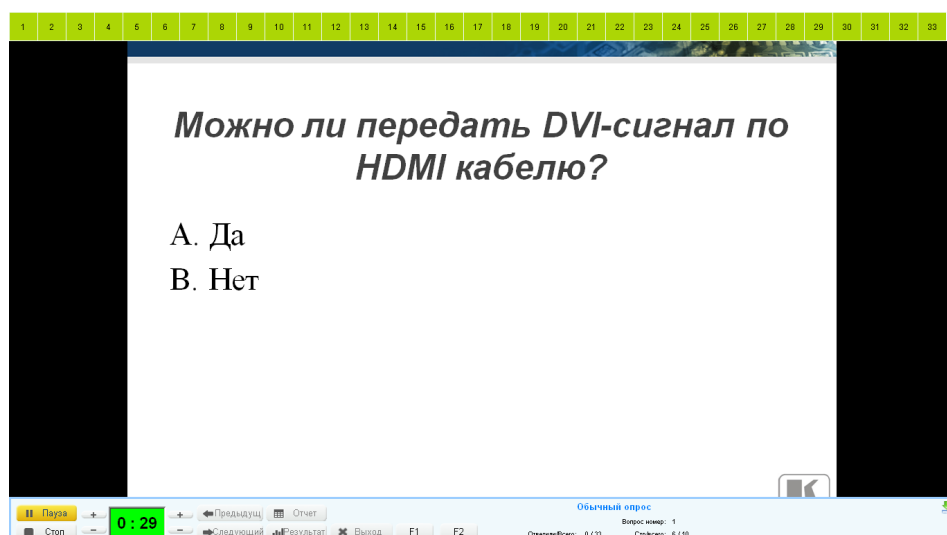 1 2 3 4 5 6 7 8 9 10 11 12 13 14 15 16 17 18 19 20 21 22 23 24 25 26 27 28 29 30 31 32 33
Можно ли передать DVI-сигнал по
HDMI кабелю?
A. Да
B. Нет
K
Обычный опрос
Пауза + 0 : 29 + Предыдущ Отчет
Вопрос номер: 1
Стоп − − Следующий Результат Выход F1 F2